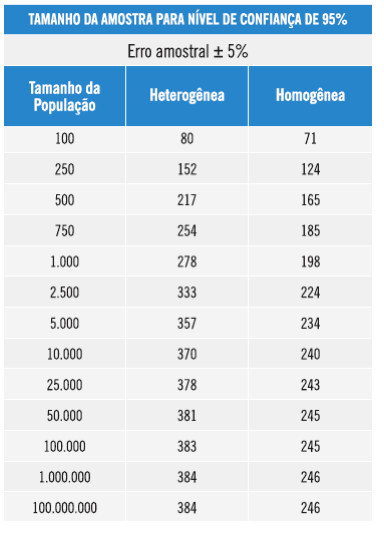 TAMANHO DA AMOSTRA PARA NÍVEL DE CONFIANÇA DE 95%
Erro amostral ± 5%
Tamanho da População Heterogênea Homogênea
100 80 71
250 152 124
500 217 165
750 254 185
1.000 278 198
2.500 333 224
5.000 357 234
10.000 370 240
25.000 378 243
50.000 381 245
100.000 383 245
1.000.000 384 246
100.000.000 384 246